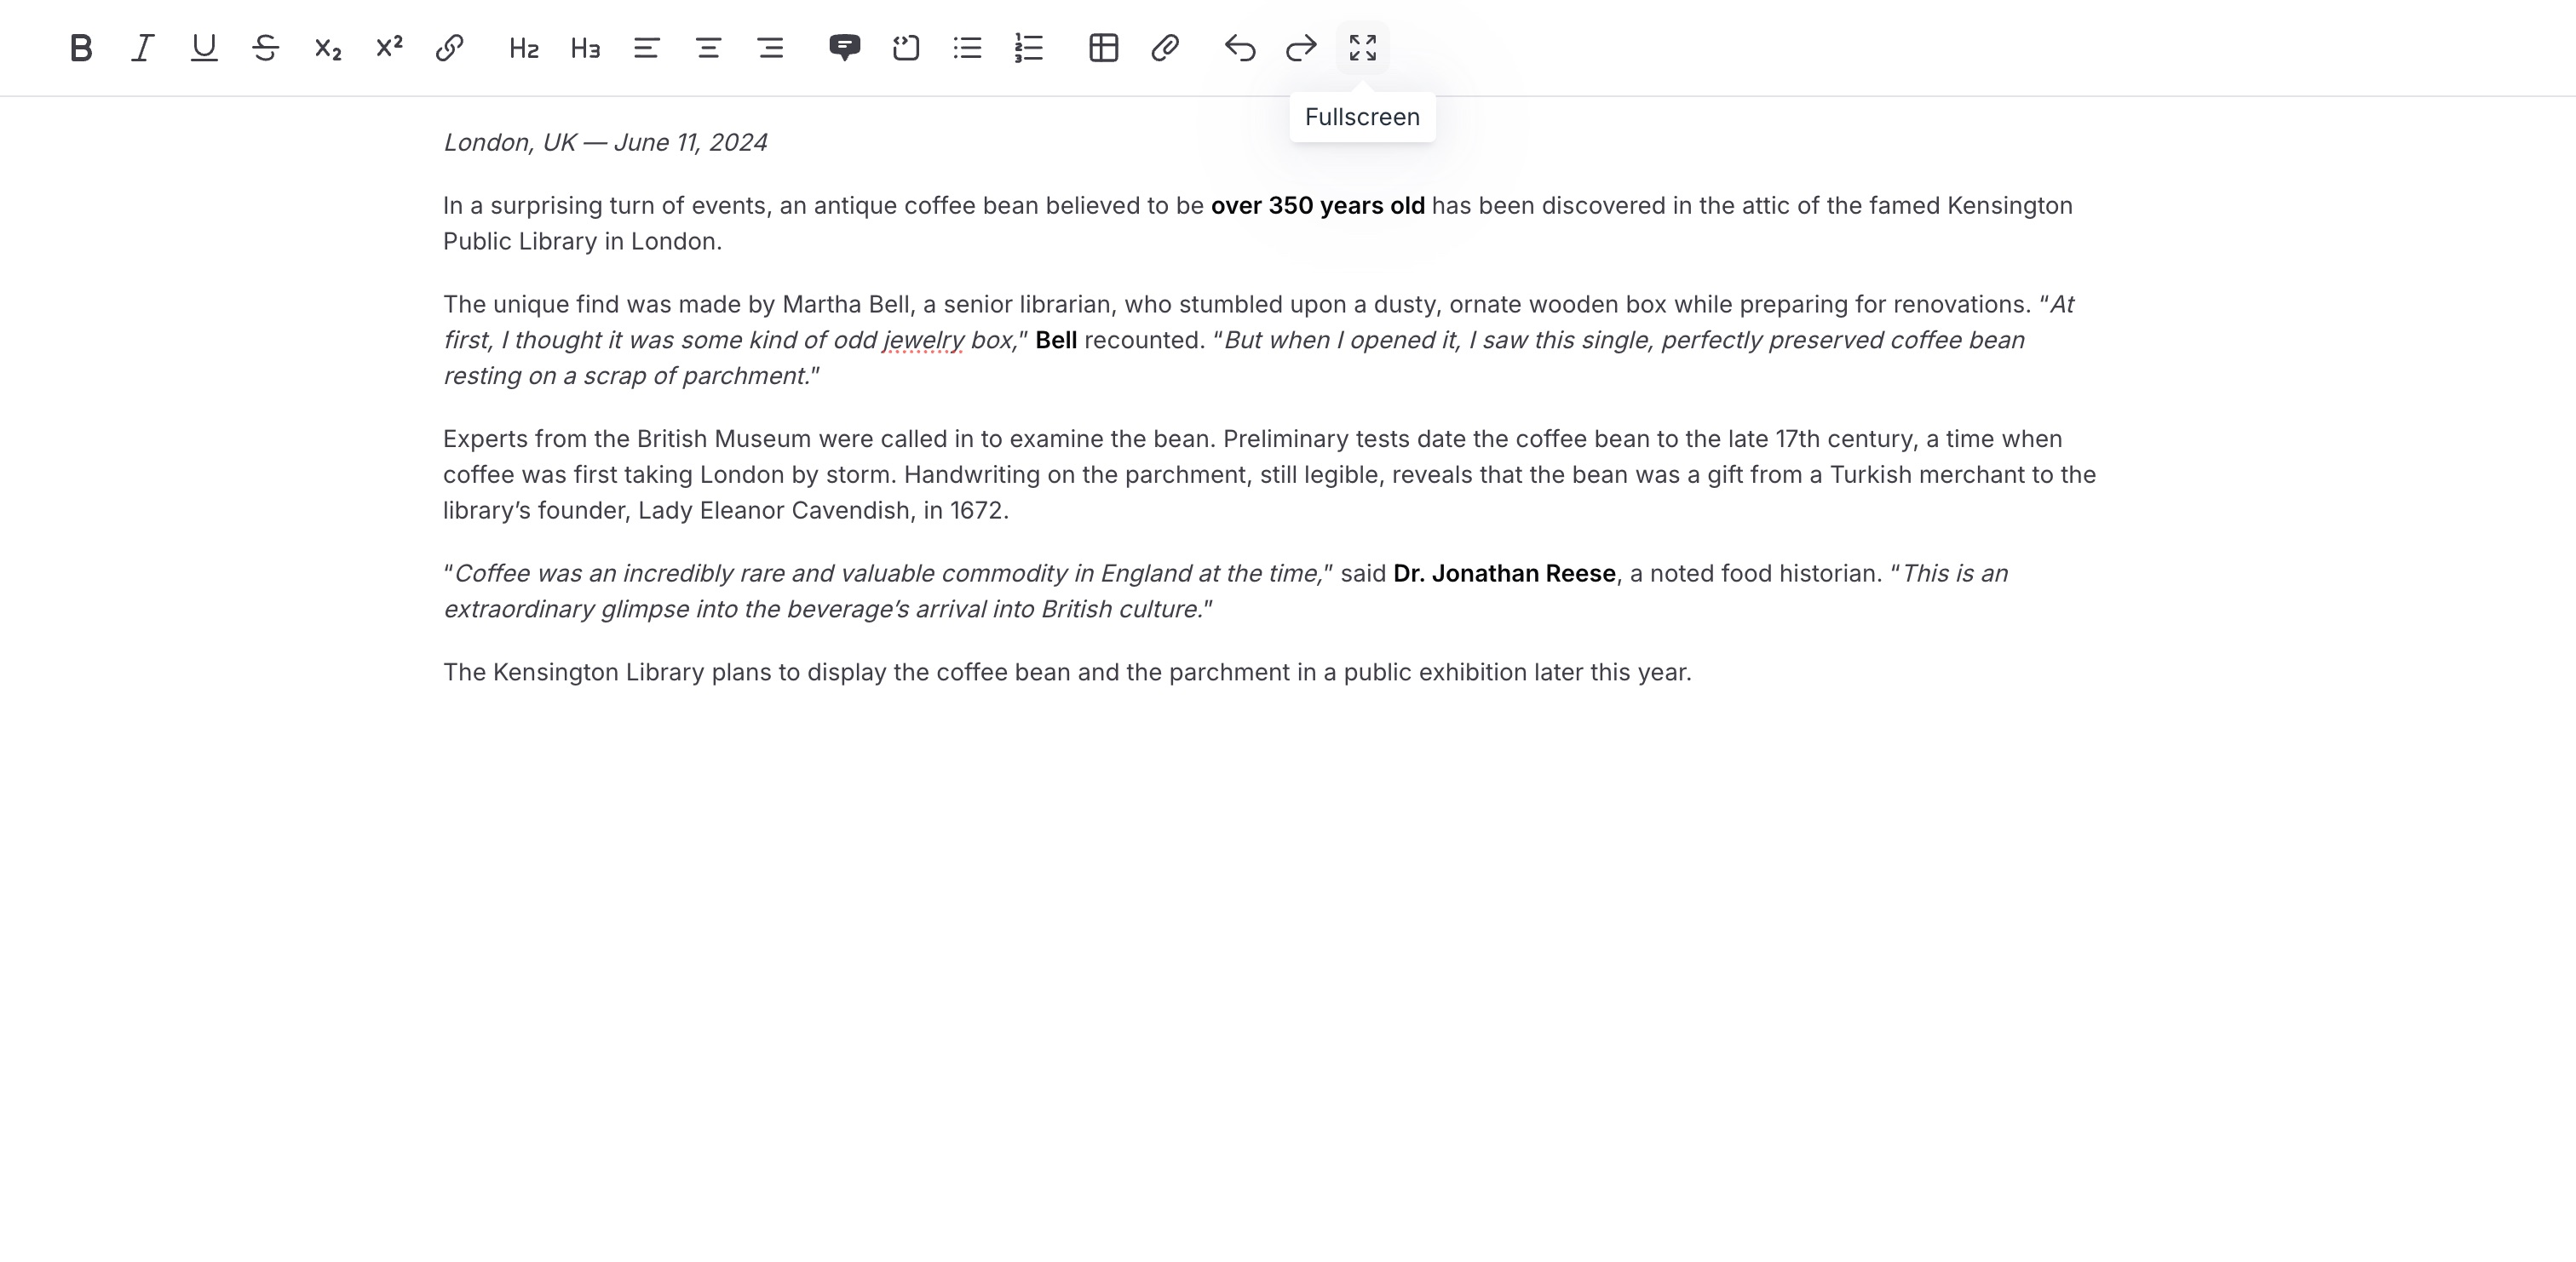 B I U S x₂ x² H2 H3
Fullscreen
London, UK — June 11, 2024
In a surprising turn of events, an antique coffee bean believed to be over 350 years old has been discovered in the attic of the famed Kensington
Public Library in London.
The unique find was made by Martha Bell, a senior librarian, who stumbled upon a dusty, ornate wooden box while preparing for renovations. “At
first, I thought it was some kind of odd jewelry box,” Bell recounted. “But when I opened it, I saw this single, perfectly preserved coffee bean
resting on a scrap of parchment.”
Experts from the British Museum were called in to examine the bean. Preliminary tests date the coffee bean to the late 17th century, a time when
coffee was first taking London by storm. Handwriting on the parchment, still legible, reveals that the bean was a gift from a Turkish merchant to the
library’s founder, Lady Eleanor Cavendish, in 1672.
“Coffee was an incredibly rare and valuable commodity in England at the time,” said Dr. Jonathan Reese, a noted food historian. “This is an
extraordinary glimpse into the beverage’s arrival into British culture.”
The Kensington Library plans to display the coffee bean and the parchment in a public exhibition later this year.